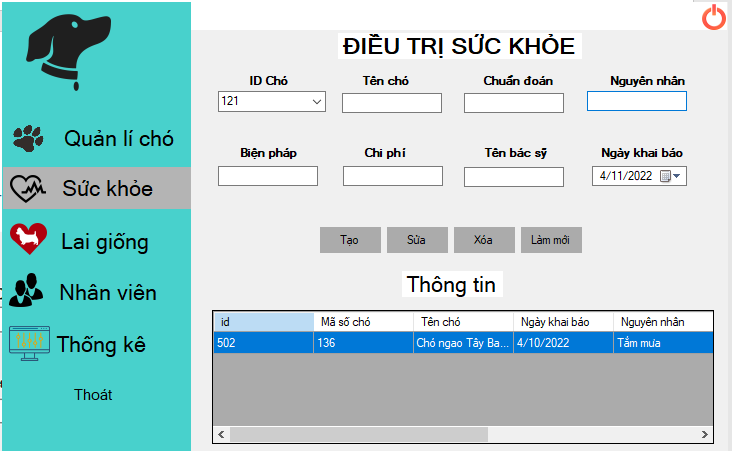 ĐIỀU TRỊ SỨC KHỎE
ID Chó Tên chó Chuẩn đoán Nguyên nhân
121
Biện pháp Chi phí Tên bác sỹ Ngày khai báo
4/11/2022
Tạo Sửa Xóa Làm mới
Quản lí chó
Sức khỏe
Lai giống
Nhân viên
Thống kê
Thoát
Thông tin
id Mã số chó Tên chó Ngày khai báo Nguyên nhân
502 136 Chó ngao Tây Ba... 4/10/2022 Tắm mưa